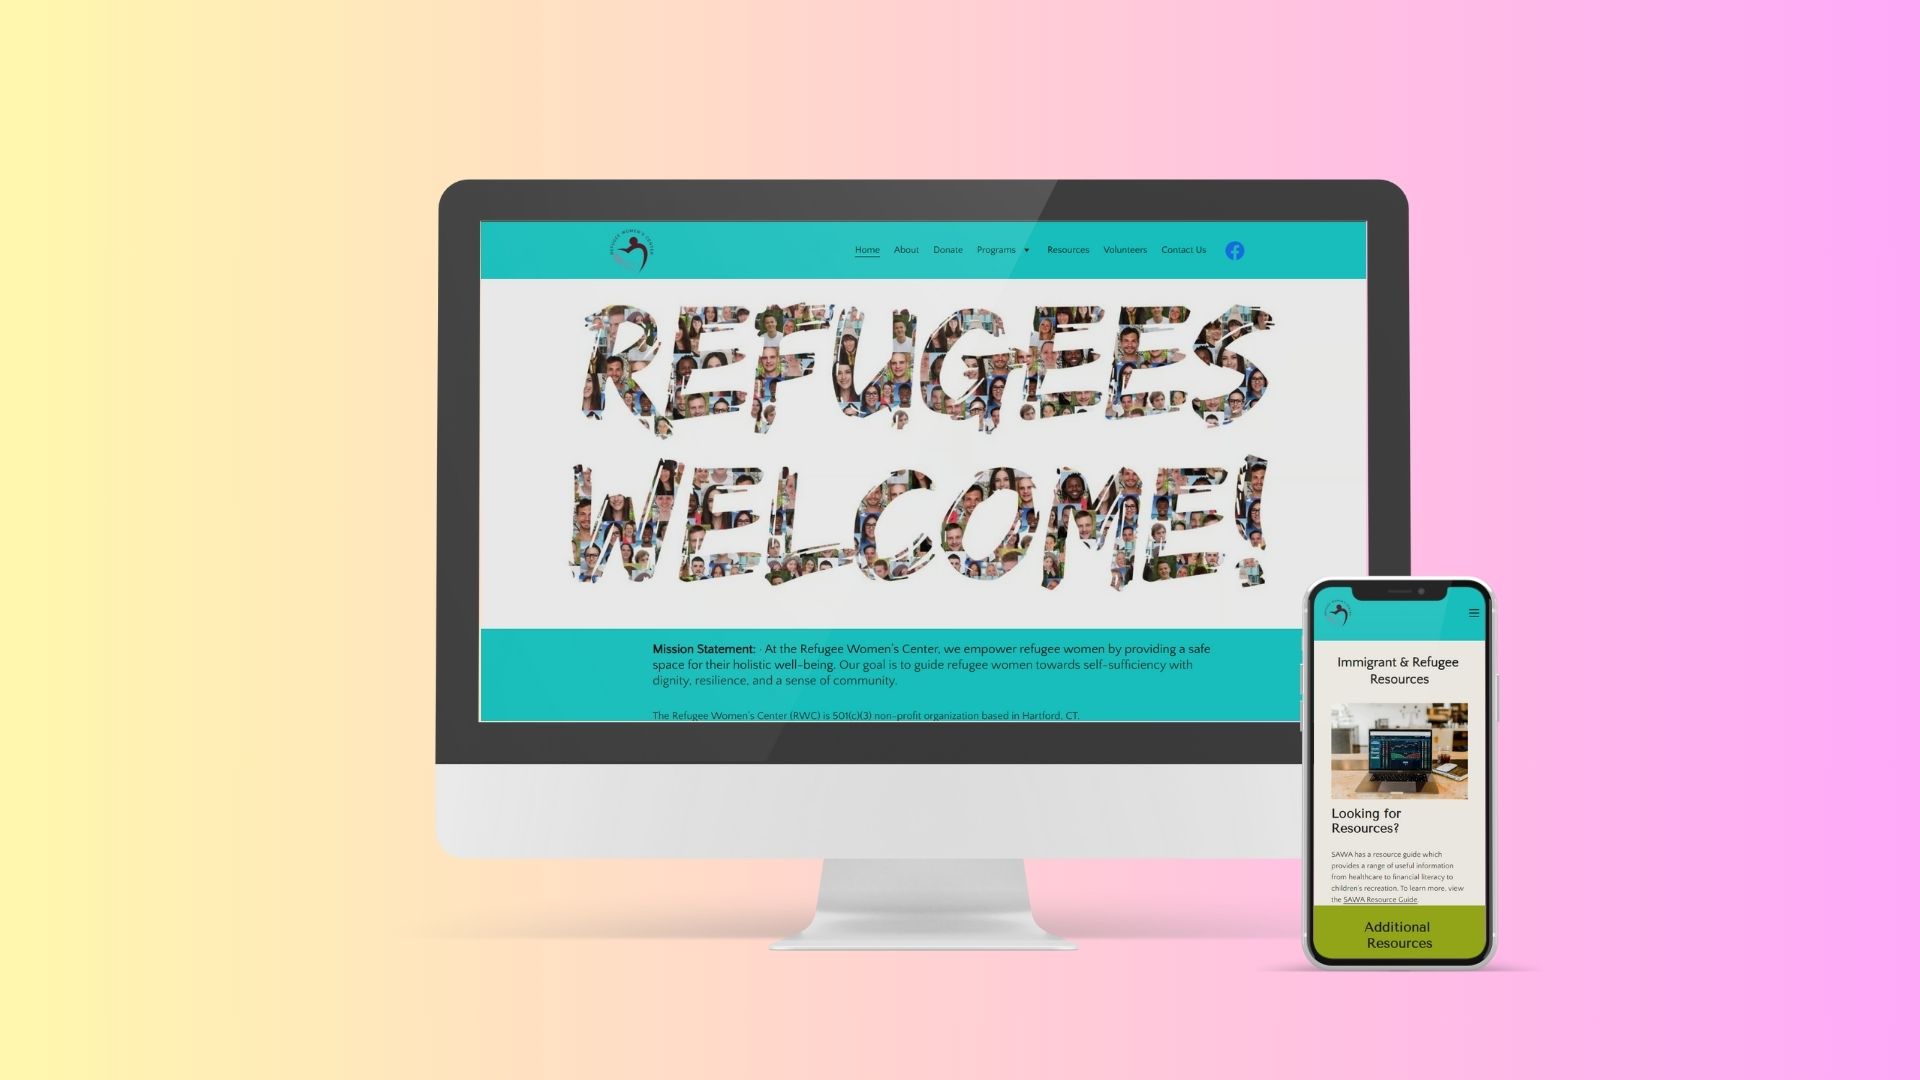 REFUGEE WOMEN'S CENTER
Home About Donate Programs Resources Volunteers Contact Us
REFUGEES
WELCOME!
Mission Statement: · At the Refugee Women's Center, we empower refugee women by providing a safe
space for their holistic well-being. Our goal is to guide refugee women towards self-sufficiency with
dignity, resilience, and a sense of community.
The Refugee Women's Center (RWC) is 501(c)(3) non-profit organization based in Hartford, CT.
Immigrant & Refugee
Resources
Looking for
Resources?
SAWA has a resource guide which
provides a range of useful information
from healthcare to financial literacy to
children's recreation. To learn more, view
the SAWA Resource Guide.
Additional
Resources